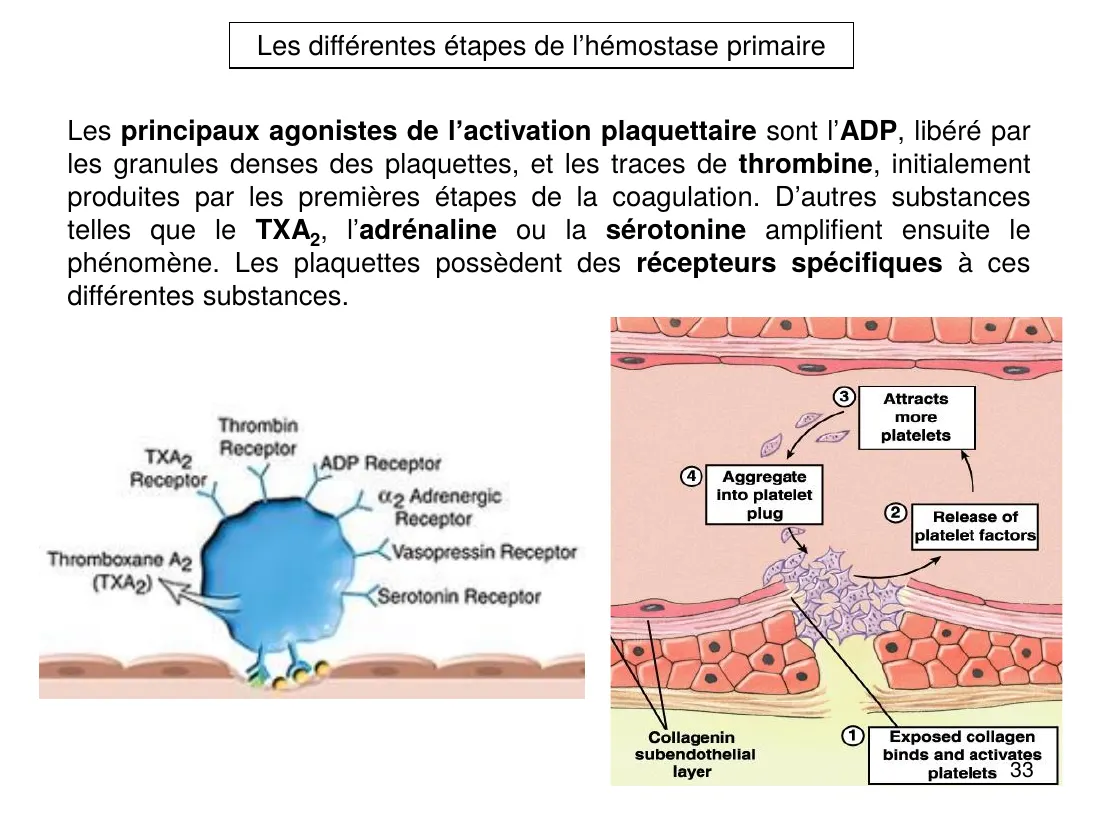 Les différentes étapes de l’hémostase primaire
Les principaux agonistes de l’activation plaquettaire sont l’ADP, libéré par
les granules denses des plaquettes, et les traces de thrombine, initialement
produites par les premières étapes de la coagulation. D’autres substances
telles que le TXA2, l’adrénaline ou la sérotonine amplifient ensuite le
phénomène. Les plaquettes possèdent des récepteurs spécifiques à ces
différentes substances.
Thrombin
Receptor
TXA2
Receptor
ADP Receptor
α2 Adrenergic
Receptor
Thromboxane A2
(TXA2)
Vasopressin Receptor
Serotonin Receptor
3
Attracts
more
platelets
4
Aggregate
into platelet
plug
2
Release of
platelet factors
Collagenin
subendothelial
layer
1
Exposed collagen
binds and activates
platelets
33